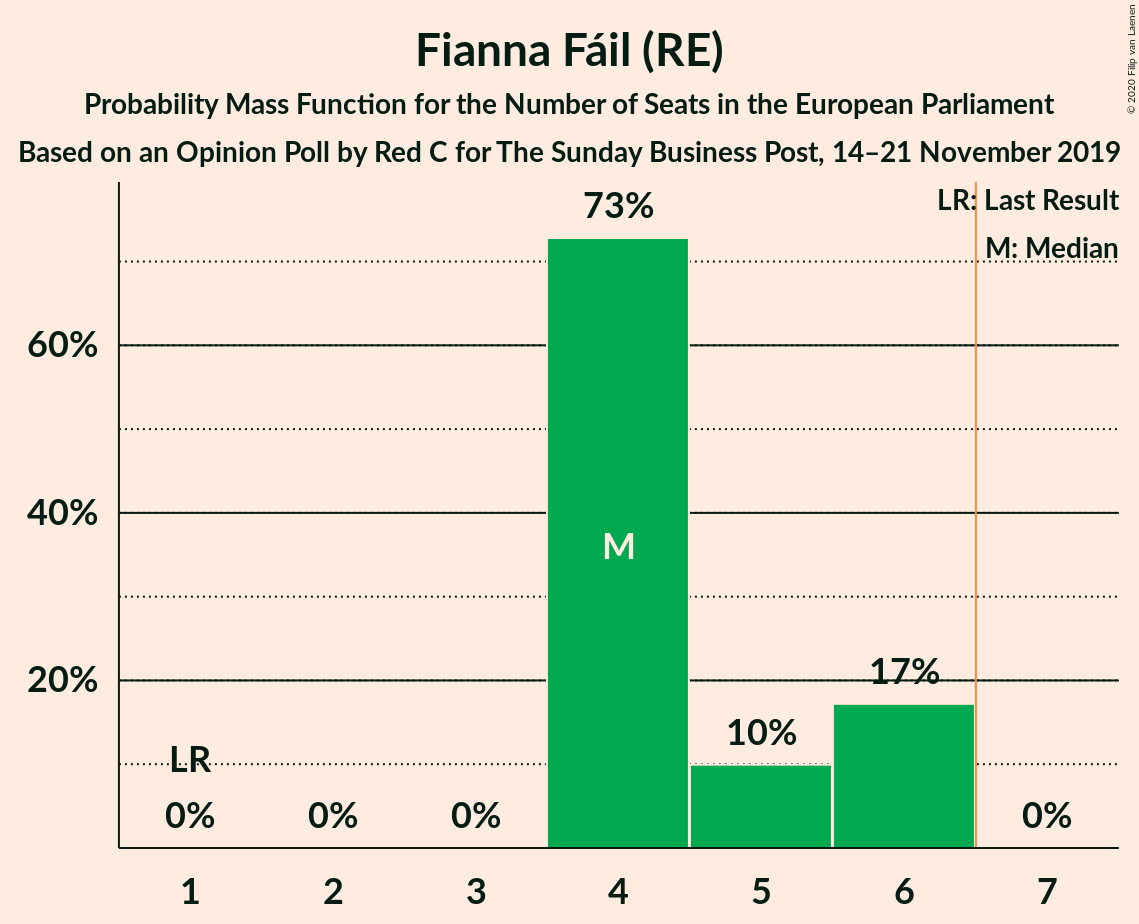 Fianna Fáil (RE)
Probability Mass Function for the Number of Seats in the European Parliament
Based on an Opinion Poll by Red C for The Sunday Business Post, 14–21 November 2019
© 2020 Filip van Laenen
LR: Last Result
M: Median
73%
60%
40%
M
20%
17%
10%
LR
0%
0%
0%
0%
1
2
3
4
5
6
7